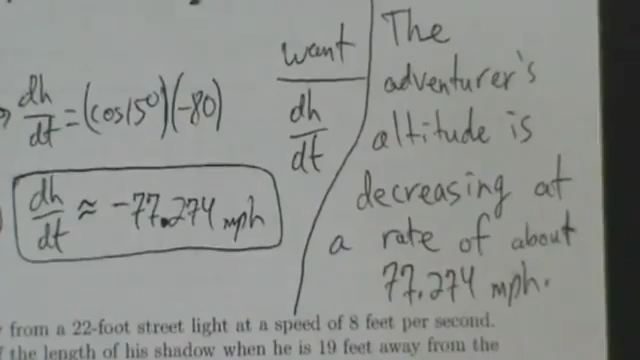 dh/dt = (cos15°)(-80)
dh/dt ≈ -77.274 mph
want
dh/dt
The
adventurer's
altitude is
decreasing at
a rate of about
77.274 mph.
from a 22-foot street light at a speed of 8 feet per second.
the length of his shadow when he is 19 feet away from the